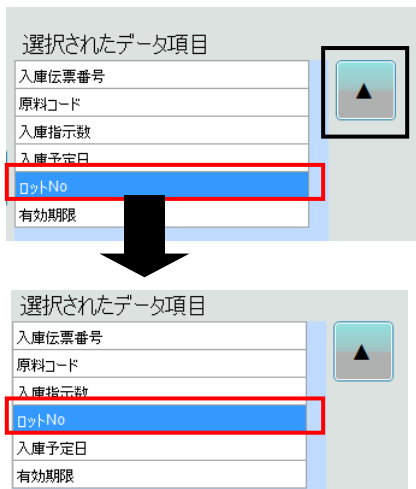 選択されたデータ項目
入庫伝票番号
▲
原料コード
入庫指示数
入庫予定日
ロットNo
有効期限
選択されたデータ項目
入庫伝票番号
▲
原料コード
入庫指示数
ロットNo
入庫予定日
有効期限